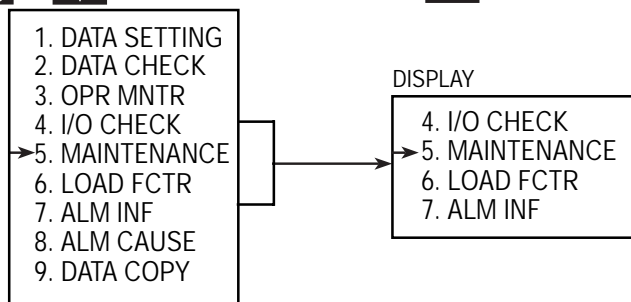 1. DATA SETTING
2. DATA CHECK
3. OPR MNTR
4. I/O CHECK
5. MAINTENANCE
6. LOAD FCTR
7. ALM INF
8. ALM CAUSE
9. DATA COPY
DISPLAY
4. I/O CHECK
5. MAINTENANCE
6. LOAD FCTR
7. ALM INF